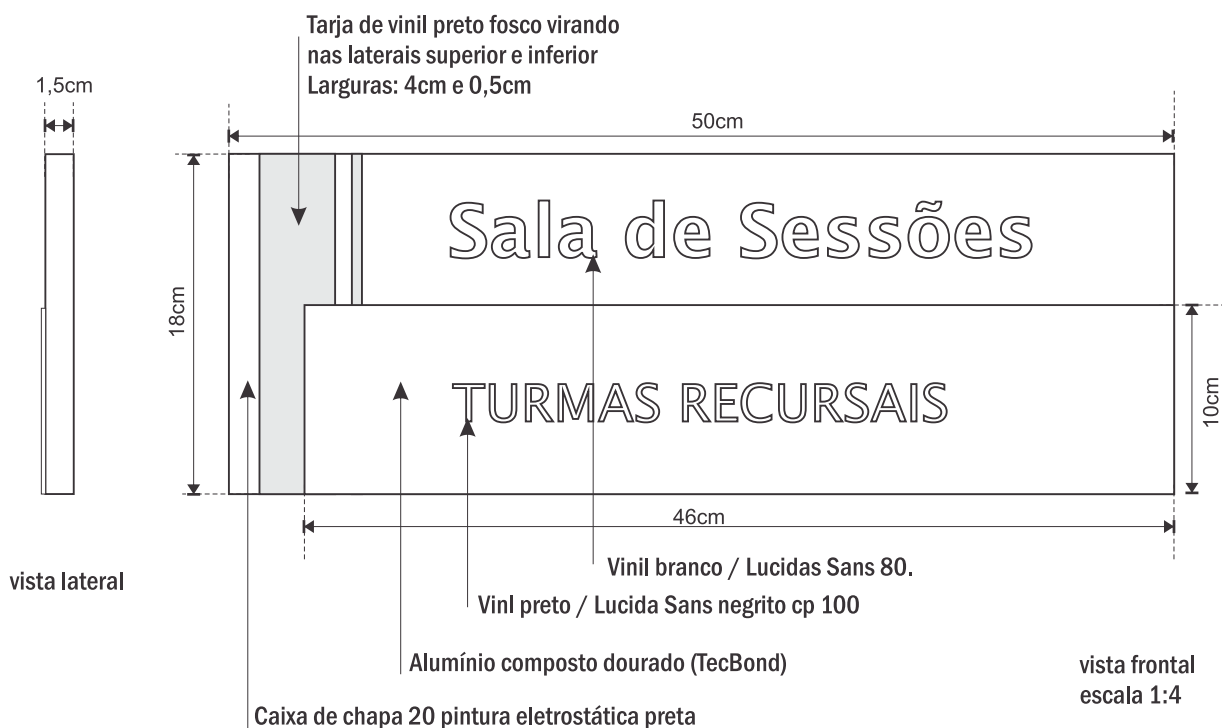 Tarja de vinil preto fosco virando
nas laterais superior e inferior
Larguras: 4cm e 0,5cm
1,5cm
50cm
Sala de Sessões
18cm
TURMAS RECURSAIS
10cm
46cm
Vinil branco / Lucidas Sans 80.
vista lateral
Vinl preto / Lucida Sans negrito cp 100
Alumínio composto dourado (TecBond)
vista frontal
escala 1:4
Caixa de chapa 20 pintura eletrostática preta